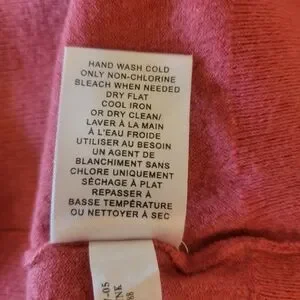 HAND WASH COLD
ONLY NON-CHLORINE
BLEACH WHEN NEEDED
DRY FLAT
COOL IRON
OR DRY CLEAN/
LAVER À LA MAIN
À L'EAU FROIDE
UTILISER AU BESOIN
UN AGENT DE
BLANCHIMENT SANS
CHLORE UNIQUEMENT
SÉCHAGE À PLAT
REPASSER À
BASSE TEMPÉRATURE
OU NETTOYER À SEC